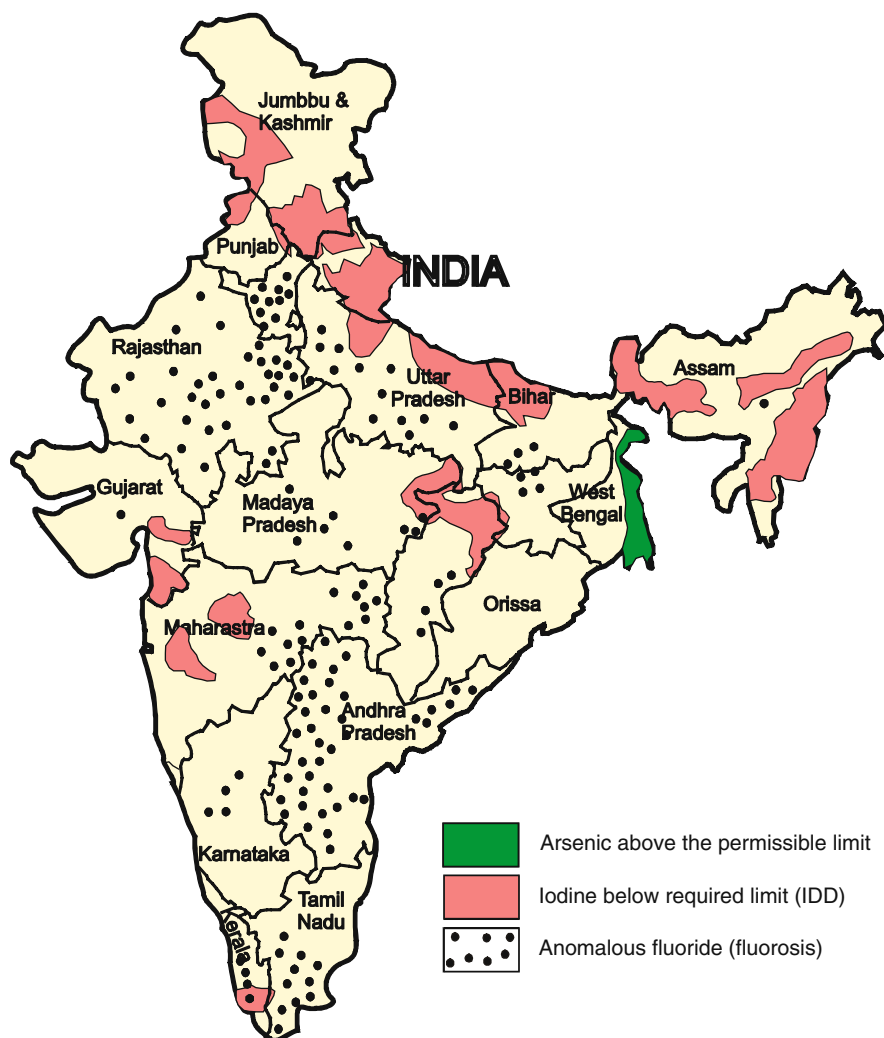 Jumbbu &
Kashmir
Punjab
INDIA
Rajasthan
Uttar
Pradesh
Bihar
Assam
Gujarat
Madaya
Pradesh
West
Bengal
Orissa
Maharastra
Andhra
Pradesh
Karnataka
Tamil
Nadu
Kerala
Arsenic above the permissible limit
Iodine below required limit (IDD)
Anomalous fluoride (fluorosis)